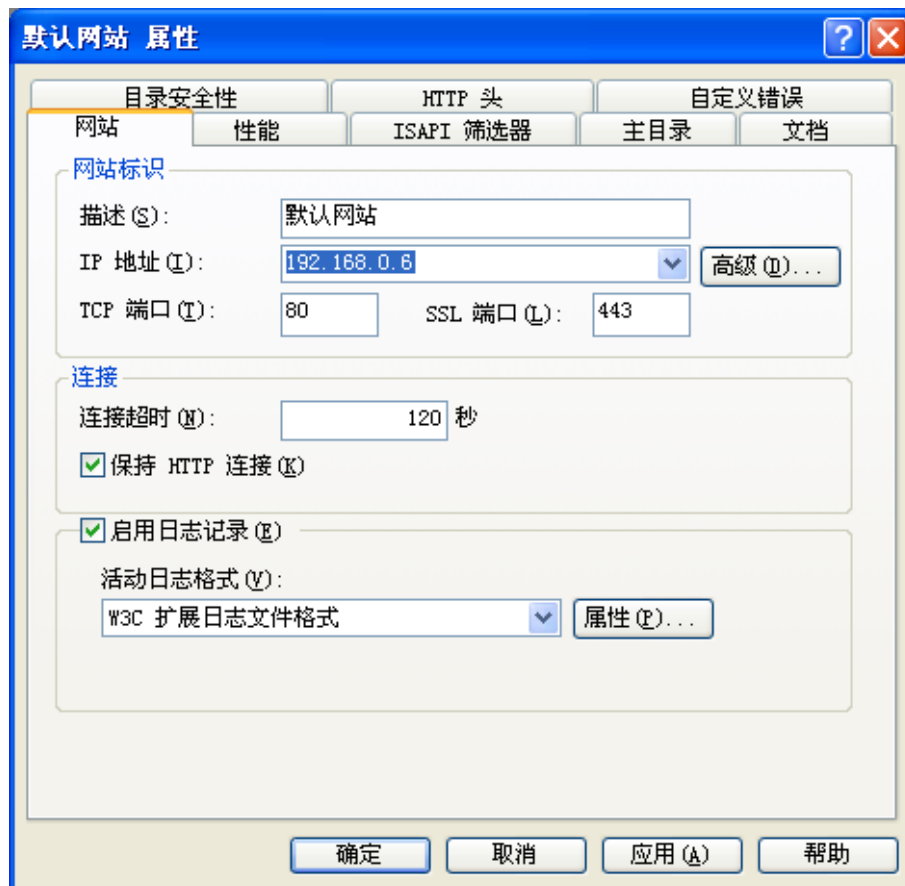 默认网站 属性
目录安全性 HTTP 头 自定义错误
网站 性能 ISAPI 筛选器 主目录 文档
网站标识
描述(S): 默认网站
IP 地址(I): 192.168.0.6 高级(D)...
TCP 端口(T): 80 SSL 端口(L): 443
连接
连接超时(N): 120 秒
保持 HTTP 连接(K)
启用日志记录(E)
活动日志格式(V):
W3C 扩展日志文件格式 属性(P)...
确定 取消 应用(A) 帮助